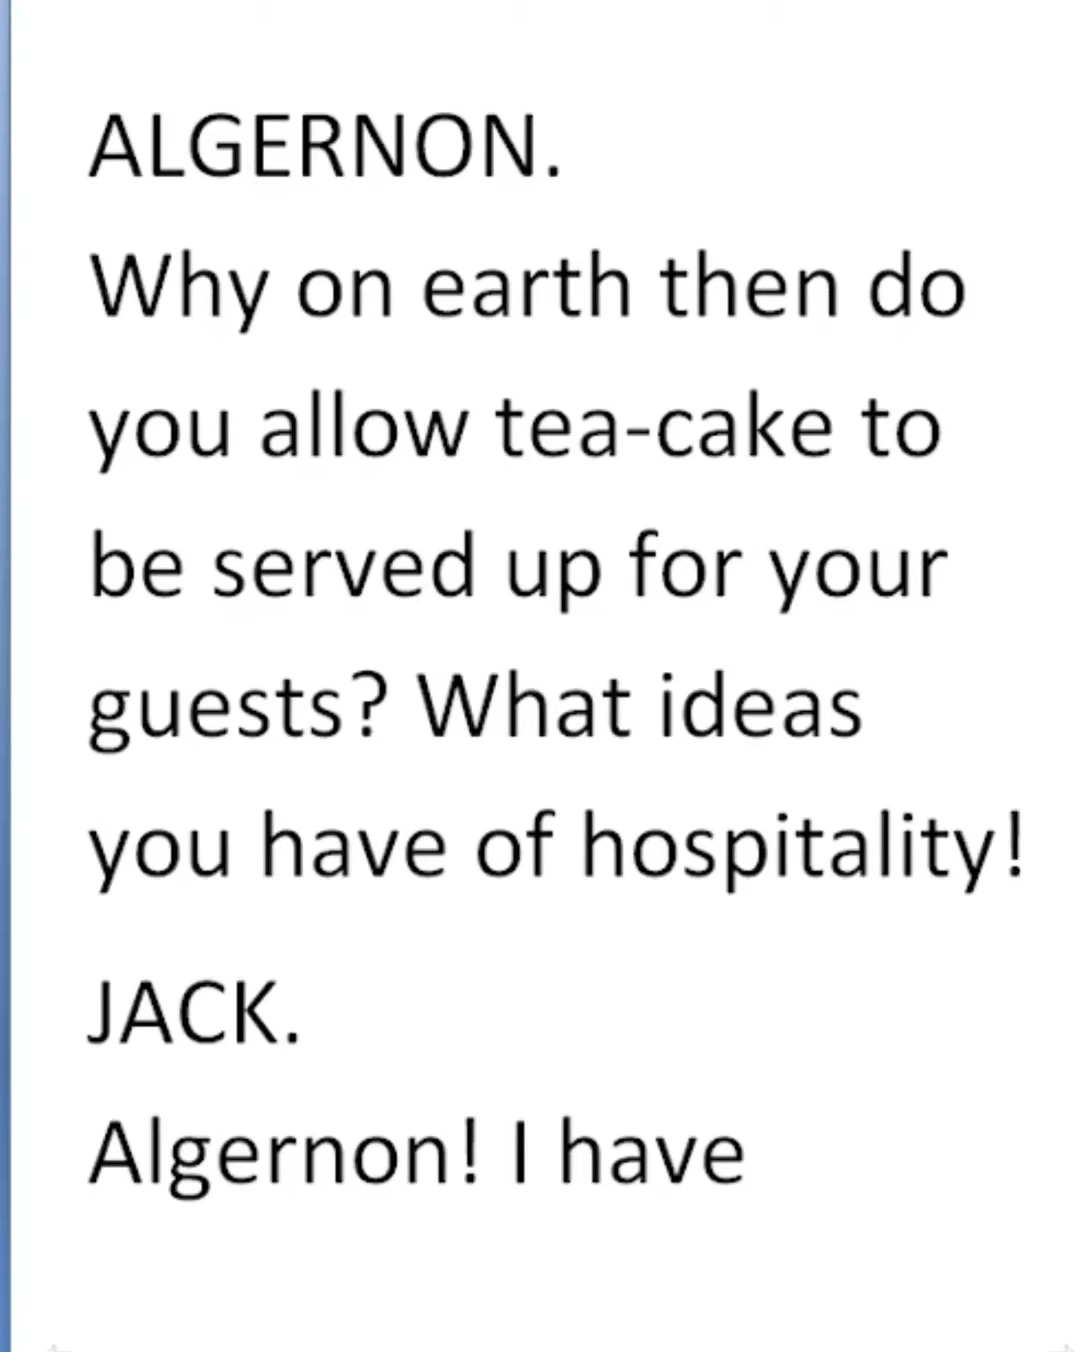 ALGERNON.
Why on earth then do
you allow tea-cake to
be served up for your
guests? What ideas
you have of hospitality!
JACK.
Algernon! I have